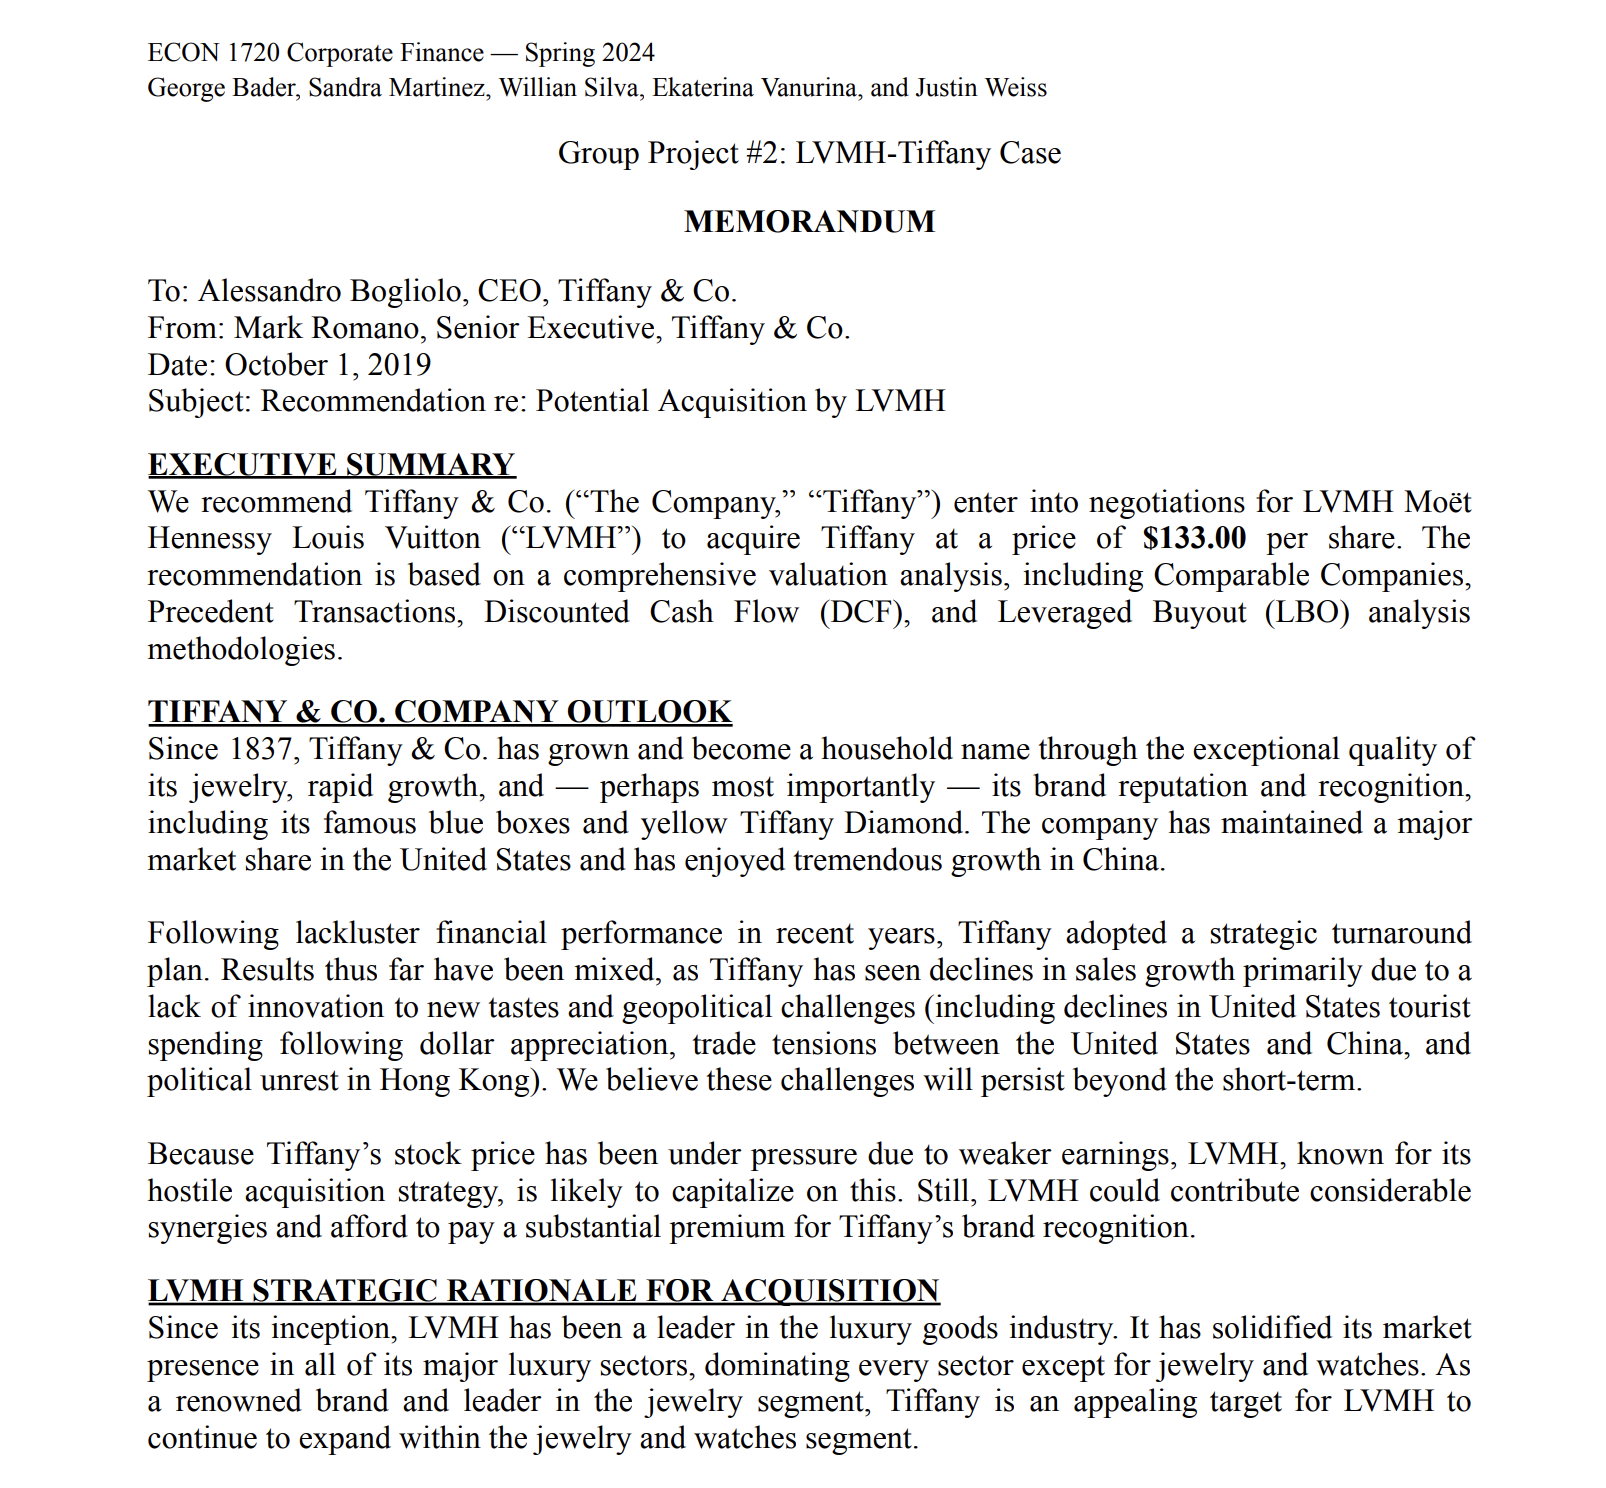 ECON 1720 Corporate Finance — Spring 2024
George Bader, Sandra Martinez, Willian Silva, Ekaterina Vanurina, and Justin Weiss
Group Project #2: LVMH-Tiffany Case
MEMORANDUM
To: Alessandro Bogliolo, CEO, Tiffany & Co.
From: Mark Romano, Senior Executive, Tiffany & Co.
Date: October 1, 2019
Subject: Recommendation re: Potential Acquisition by LVMH
EXECUTIVE SUMMARY
We recommend Tiffany & Co. (“The Company,” “Tiffany”) enter into negotiations for LVMH Moët
Hennessy Louis Vuitton (“LVMH”) to acquire Tiffany at a price of $133.00 per share. The
recommendation is based on a comprehensive valuation analysis, including Comparable Companies,
Precedent Transactions, Discounted Cash Flow (DCF), and Leveraged Buyout (LBO) analysis
methodologies.
TIFFANY & CO. COMPANY OUTLOOK
Since 1837, Tiffany & Co. has grown and become a household name through the exceptional quality of
its jewelry, rapid growth, and — perhaps most importantly — its brand reputation and recognition,
including its famous blue boxes and yellow Tiffany Diamond. The company has maintained a major
market share in the United States and has enjoyed tremendous growth in China.
Following lackluster financial performance in recent years, Tiffany adopted a strategic turnaround
plan. Results thus far have been mixed, as Tiffany has seen declines in sales growth primarily due to a
lack of innovation to new tastes and geopolitical challenges (including declines in United States tourist
spending following dollar appreciation, trade tensions between the United States and China, and
political unrest in Hong Kong). We believe these challenges will persist beyond the short-term.
Because Tiffany’s stock price has been under pressure due to weaker earnings, LVMH, known for its
hostile acquisition strategy, is likely to capitalize on this. Still, LVMH could contribute considerable
synergies and afford to pay a substantial premium for Tiffany’s brand recognition.
LVMH STRATEGIC RATIONALE FOR ACQUISITION
Since its inception, LVMH has been a leader in the luxury goods industry. It has solidified its market
presence in all of its major luxury sectors, dominating every sector except for jewelry and watches. As
a renowned brand and leader in the jewelry segment, Tiffany is an appealing target for LVMH to
continue to expand within the jewelry and watches segment.